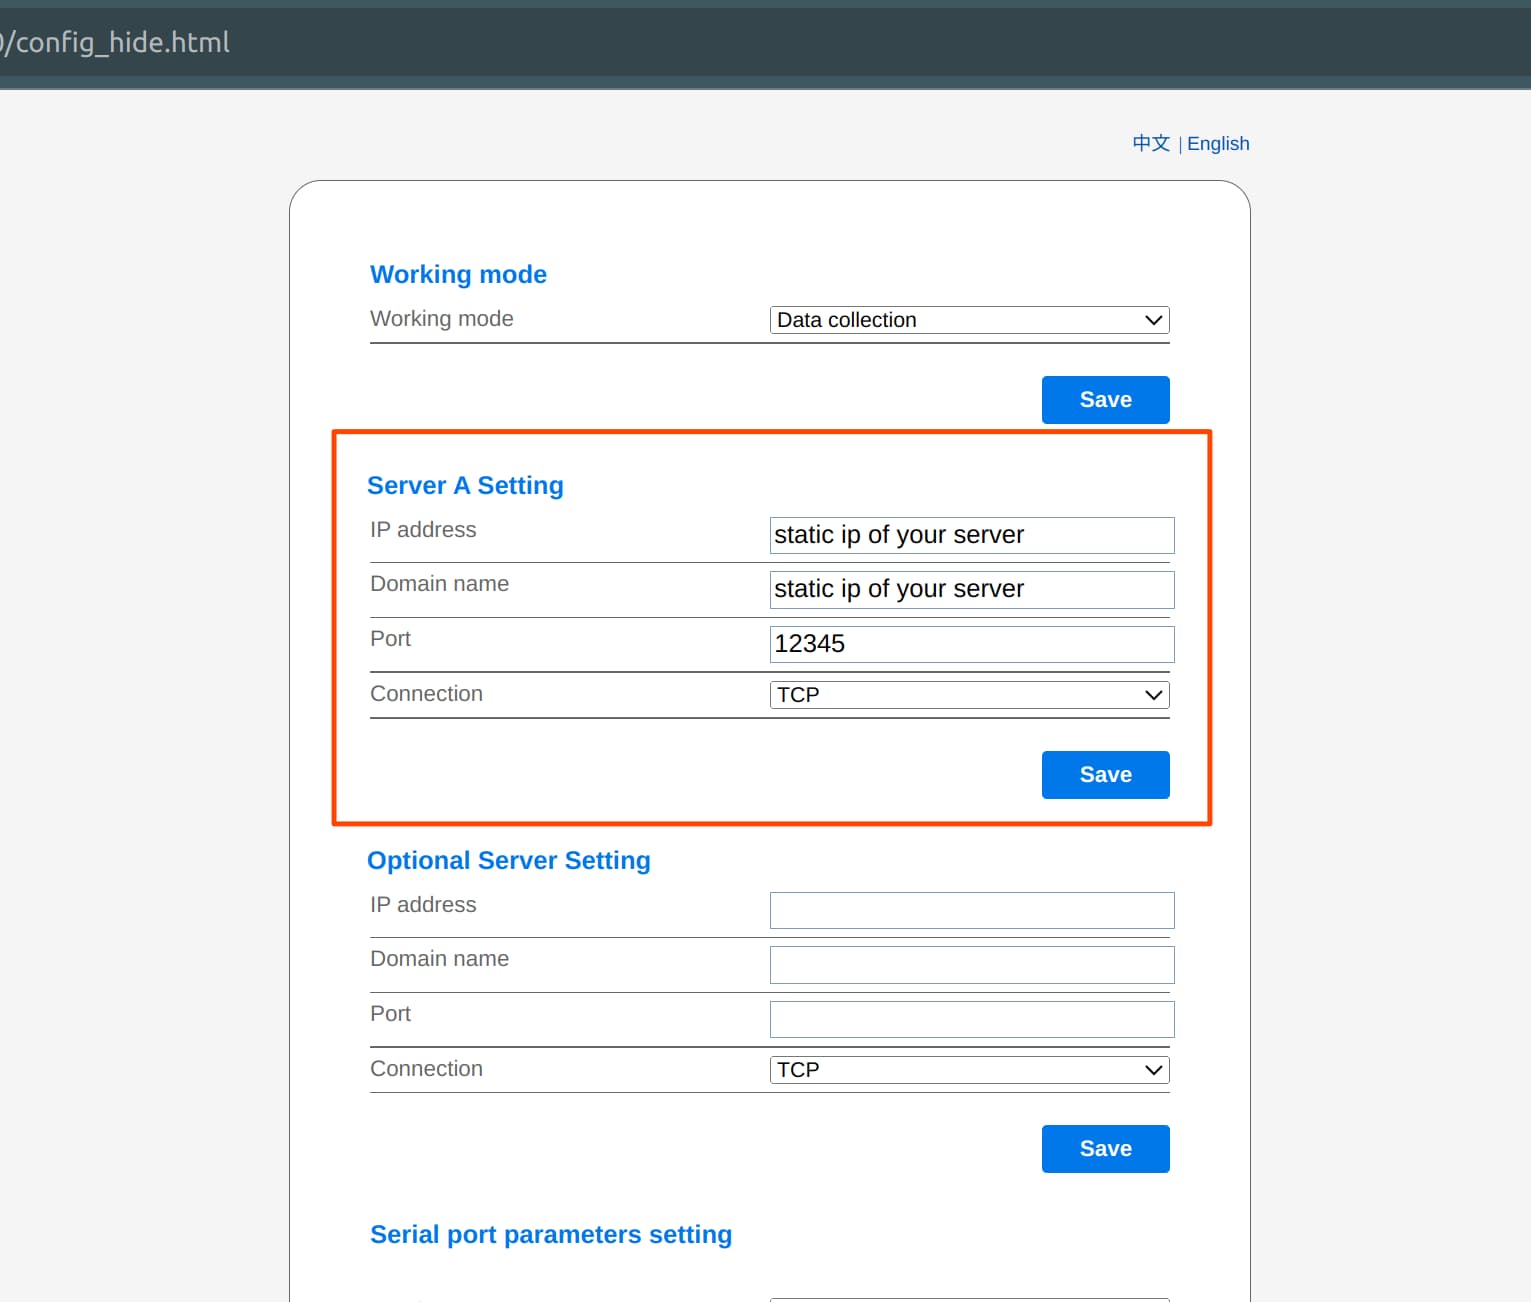 /config_hide.html
中文 | English
Working mode
Working mode Data collection
Save
Server A Setting
IP address static ip of your server
Domain name static ip of your server
Port 12345
Connection TCP
Save
Optional Server Setting
IP address
Domain name
Port
Connection TCP
Save
Serial port parameters setting